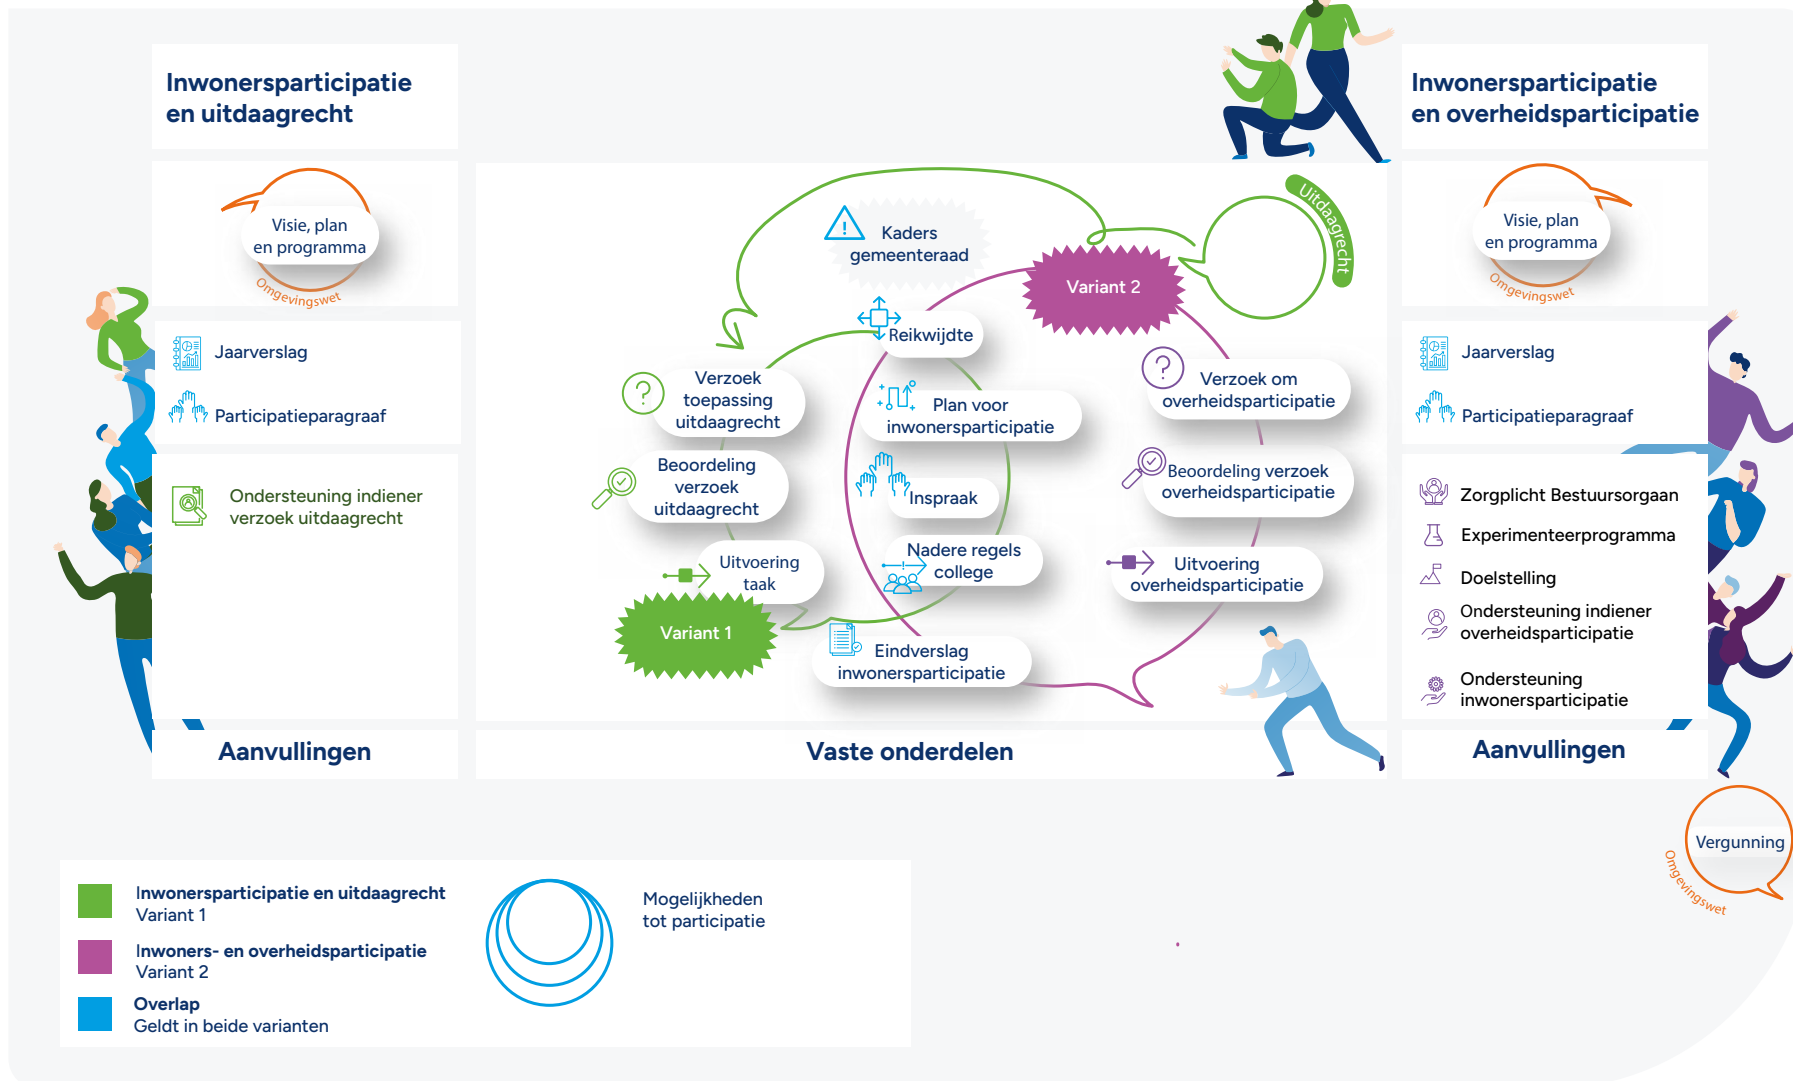 Inwonersparticipatie
en uitdaagrecht
Visie, plan
en programma
Omgevingswet
Jaarverslag
Participatieparagraaf
Ondersteuning indiener
verzoek uitdaagrecht
Aanvullingen
Kaders
gemeenteraad
Variant 2
Uitdaagrecht
Reikwijdte
Verzoek
toepassing
uitdaagrecht
Plan voor
inwonersparticipatie
Verzoek om
overheidsparticipatie
Beoordeling
verzoek
uitdaagrecht
Inspraak
Beoordeling verzoek
overheidsparticipatie
Uitvoering
taak
Nadere regels
college
Uitvoering
overheidsparticipatie
Variant 1
Eindverslag
inwonersparticipatie
Vaste onderdelen
Inwonersparticipatie
en overheidsparticipatie
Visie, plan
en programma
Omgevingswet
Jaarverslag
Participatieparagraaf
Zorgplicht Bestuursorgaan
Experimenteerprogramma
Doelstelling
Ondersteuning indiener
overheidsparticipatie
Ondersteuning
inwonersparticipatie
Aanvullingen
Vergunning
Omgevingswet
Inwonersparticipatie en uitdaagrecht
Variant 1
Inwoners- en overheidsparticipatie
Variant 2
Overlap
Geldt in beide varianten
Mogelijkheden
tot participatie